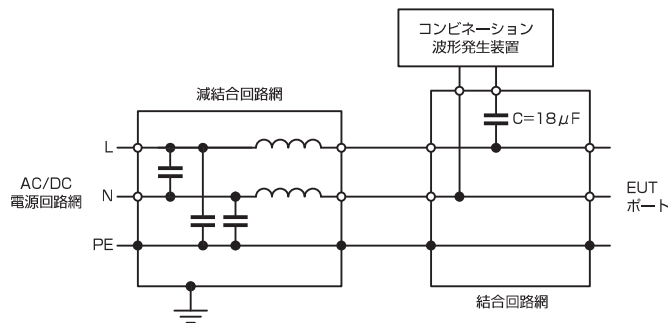 コンビネーション
波形発生装置
減結合回路網
C=18μF
L
AC/DC
電源回路網
N
EUT
ポート
PE
結合回路網